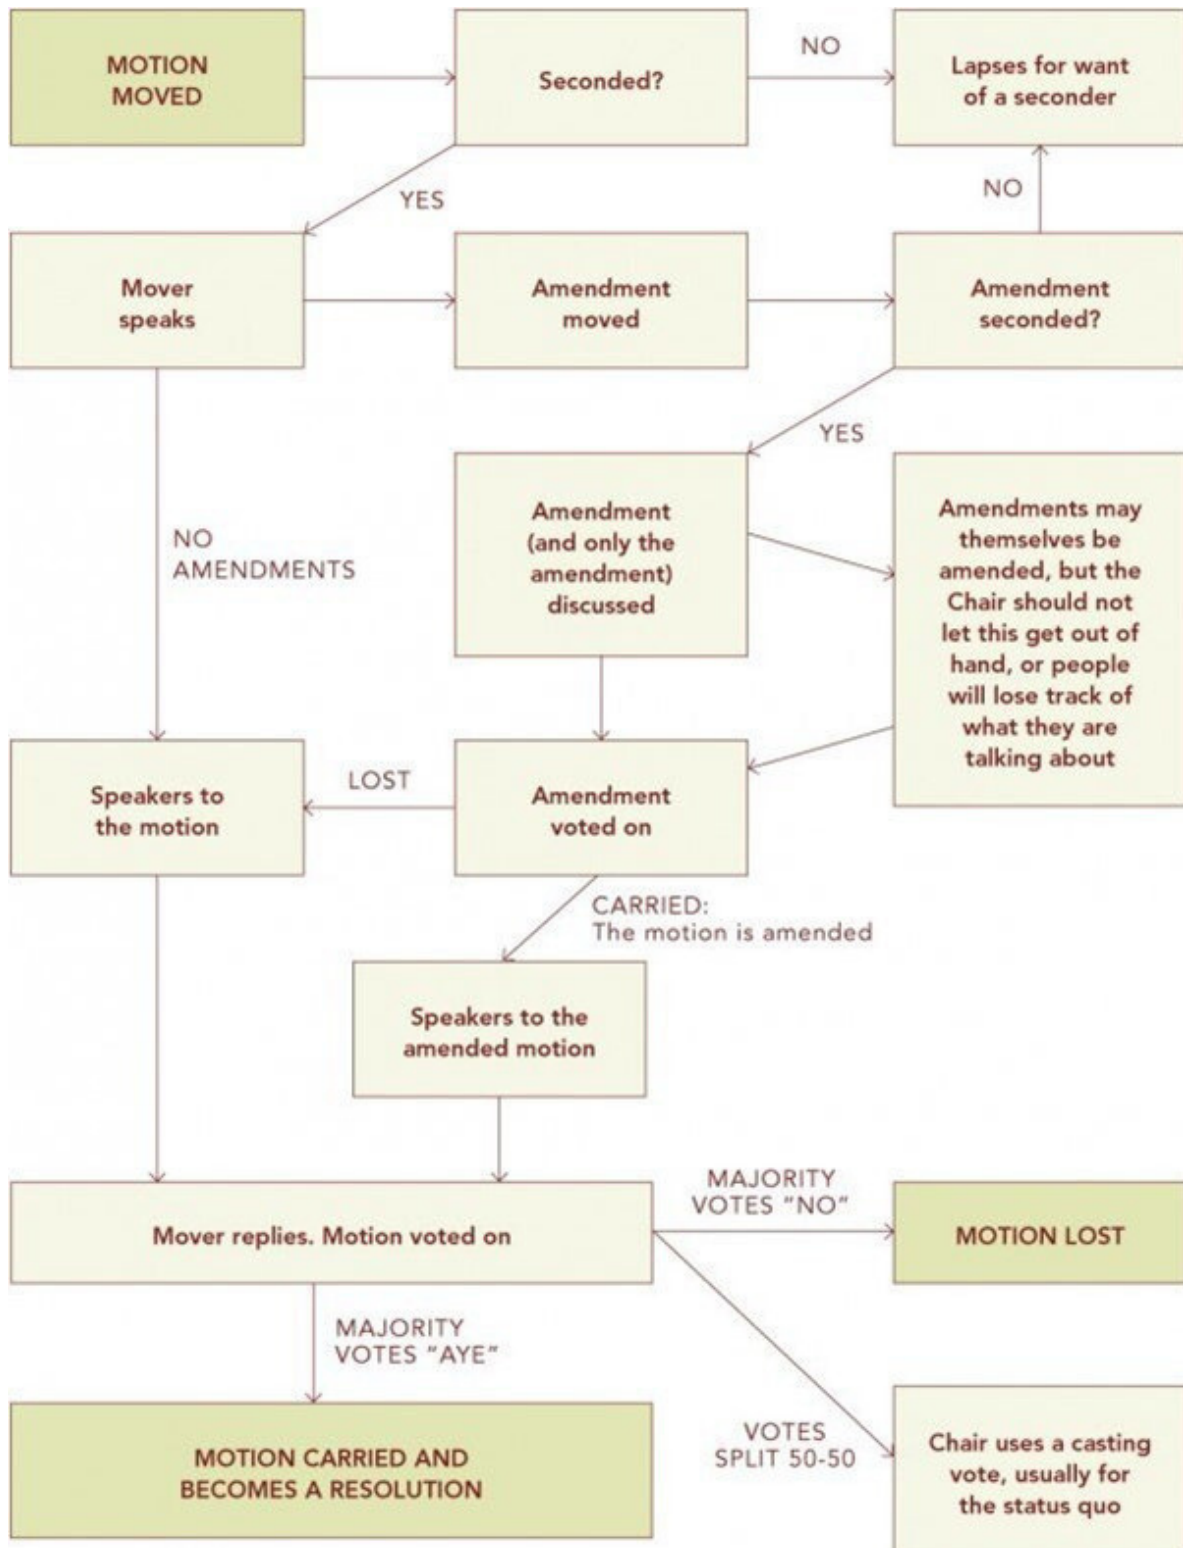 MOTION
MOVED
Seconded?
NO
Lapses for want
of a seconder
YES
NO
Mover
speaks
Amendment
moved
Amendment
seconded?
YES
NO
AMENDMENTS
Amendment
(and only the
amendment)
discussed
Amendments may
themselves be
amended, but the
Chair should not
let this get out of
hand, or people
will lose track of
what they are
talking about
Speakers to
the motion
LOST
Amendment
voted on
CARRIED:
The motion is amended
Speakers to the
amended motion
Mover replies. Motion voted on
MAJORITY
VOTES "NO"
MOTION LOST
MAJORITY
VOTES "AYE"
MOTION CARRIED AND
BECOMES A RESOLUTION
VOTES
SPLIT 50-50
Chair uses a casting
vote, usually for
the status quo